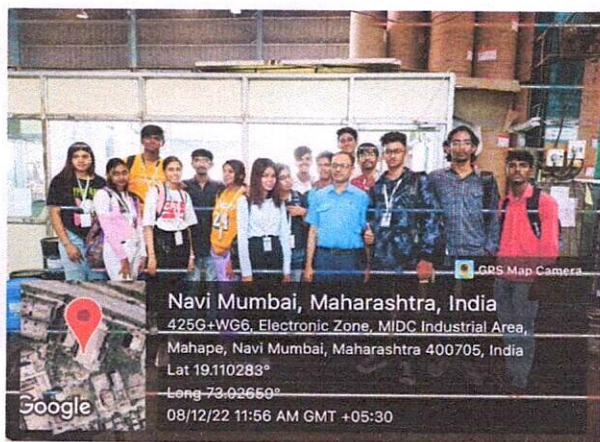 GPS Map Camera
Navi Mumbai, Maharashtra, India
425G+WG6, Electronic Zone, MIDC Industrial Area,
Mahape, Navi Mumbai, Maharashtra 400705, India
Lat 19.110283°
Long 73.02659°
08/12/22 11:56 AM GMT +05:30
Google